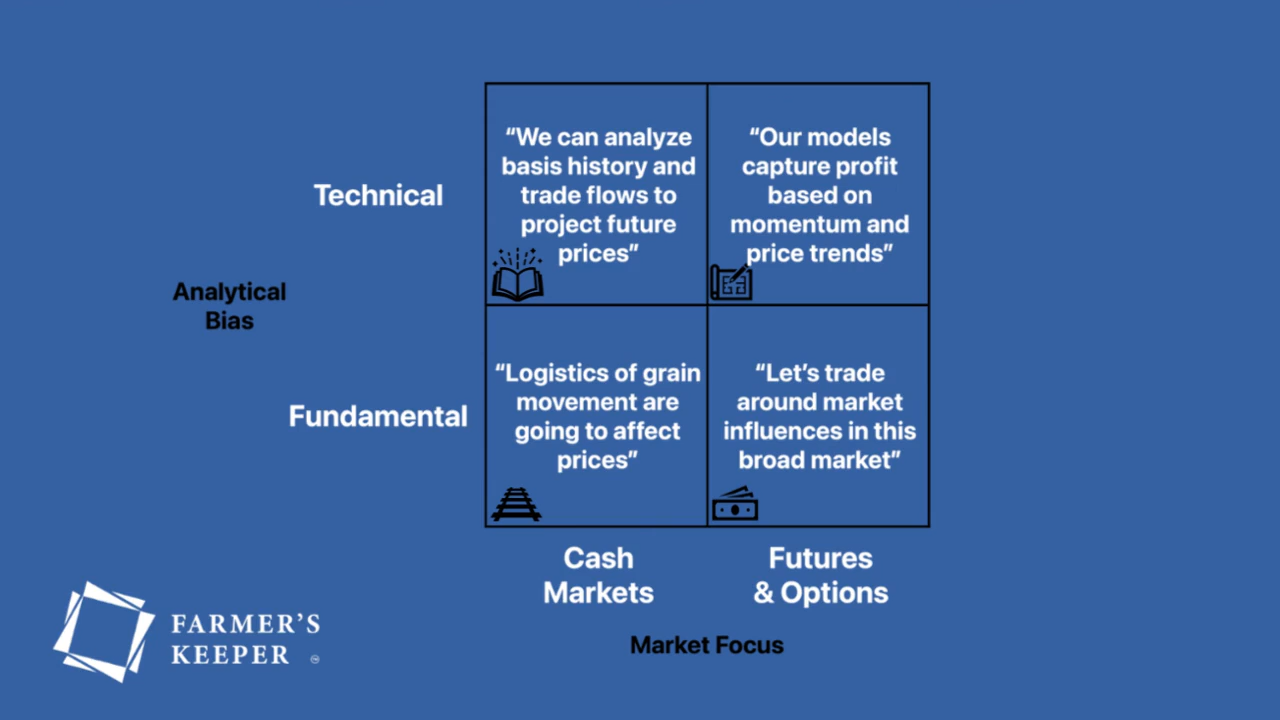 Technical
“We can analyze
basis history and
trade flows to
project future
prices”
“Our models
capture profit
based on
momentum and
price trends”
Analytical
Bias
Fundamental
“Logistics of grain
movement are
going to affect
prices”
“Let’s trade
around market
influences in this
broad market”
Cash
Markets
Futures
& Options
Market Focus
FARMER’S
KEEPER